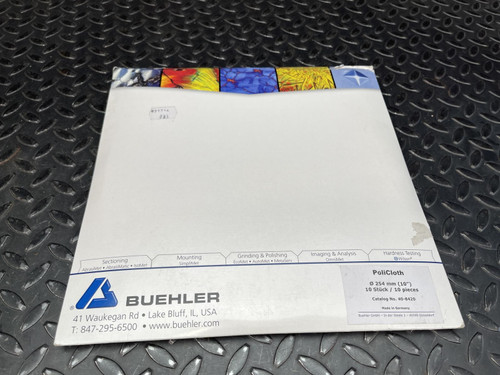 Sectioning
Mounting
Grinding & Polishing
Imaging & Analysis
Hardness Testing
PoliCloth
Ø 254 mm (10")
10 Stück / 10 pieces
Catalog No. 40-8426
Made in Germany
BUEHLER
41 Waukegan Rd • Lake Bluff, IL, USA
T: 847-295-6500 • www.buehler.com